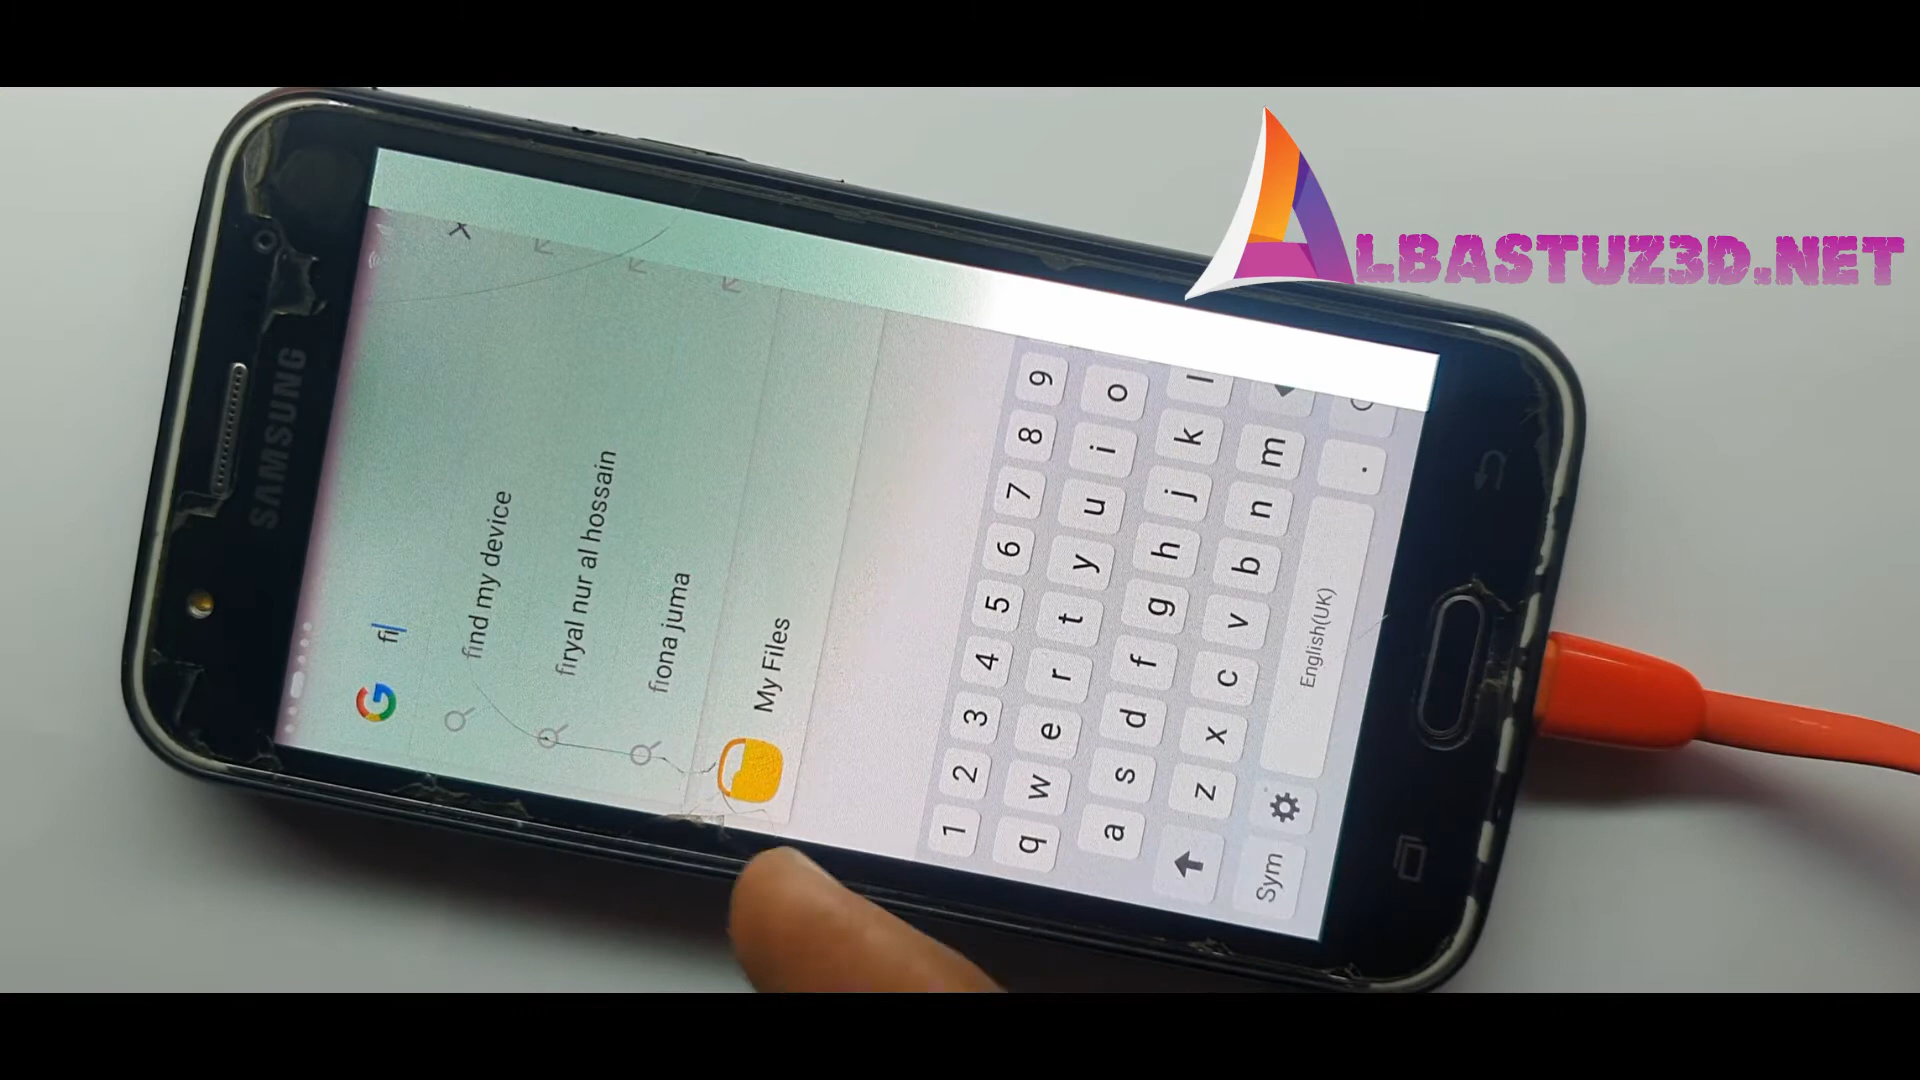 ALBASTUZ3D.NET
SAMSUNG
fi
find my device
firyal nur al hossain
fiona juma
My Files
1 2 3 4 5 6 7 8 9
q w e r t y u i o
a s d f g h j k l
z x c v b n m
Sym English(UK) .